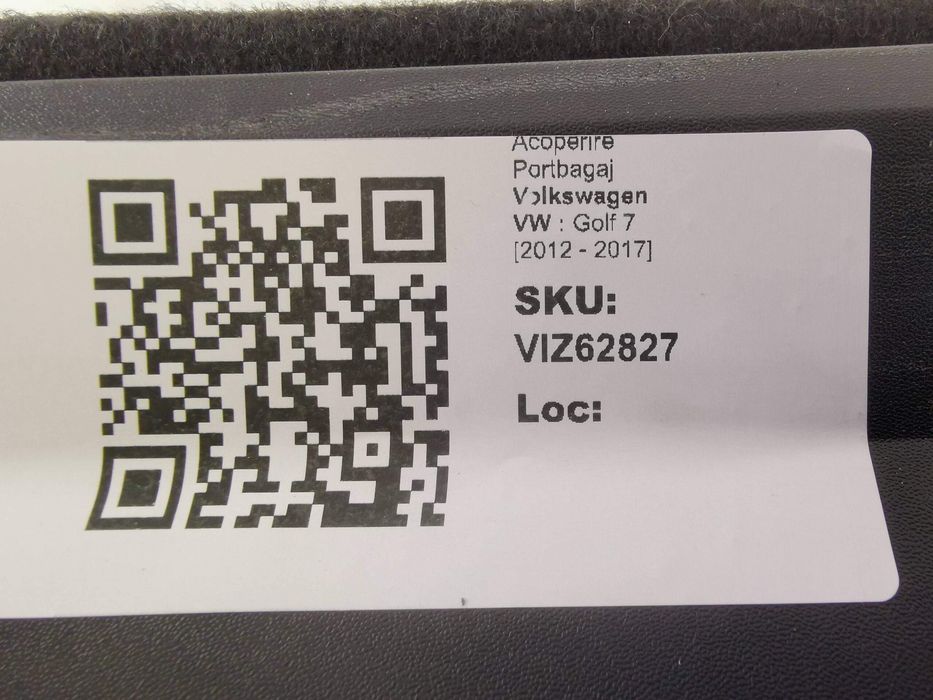 Acoperire
Portbagaj
Volkswagen
VW : Golf 7
[2012 - 2017]
SKU:
VIZ62827
Loc: